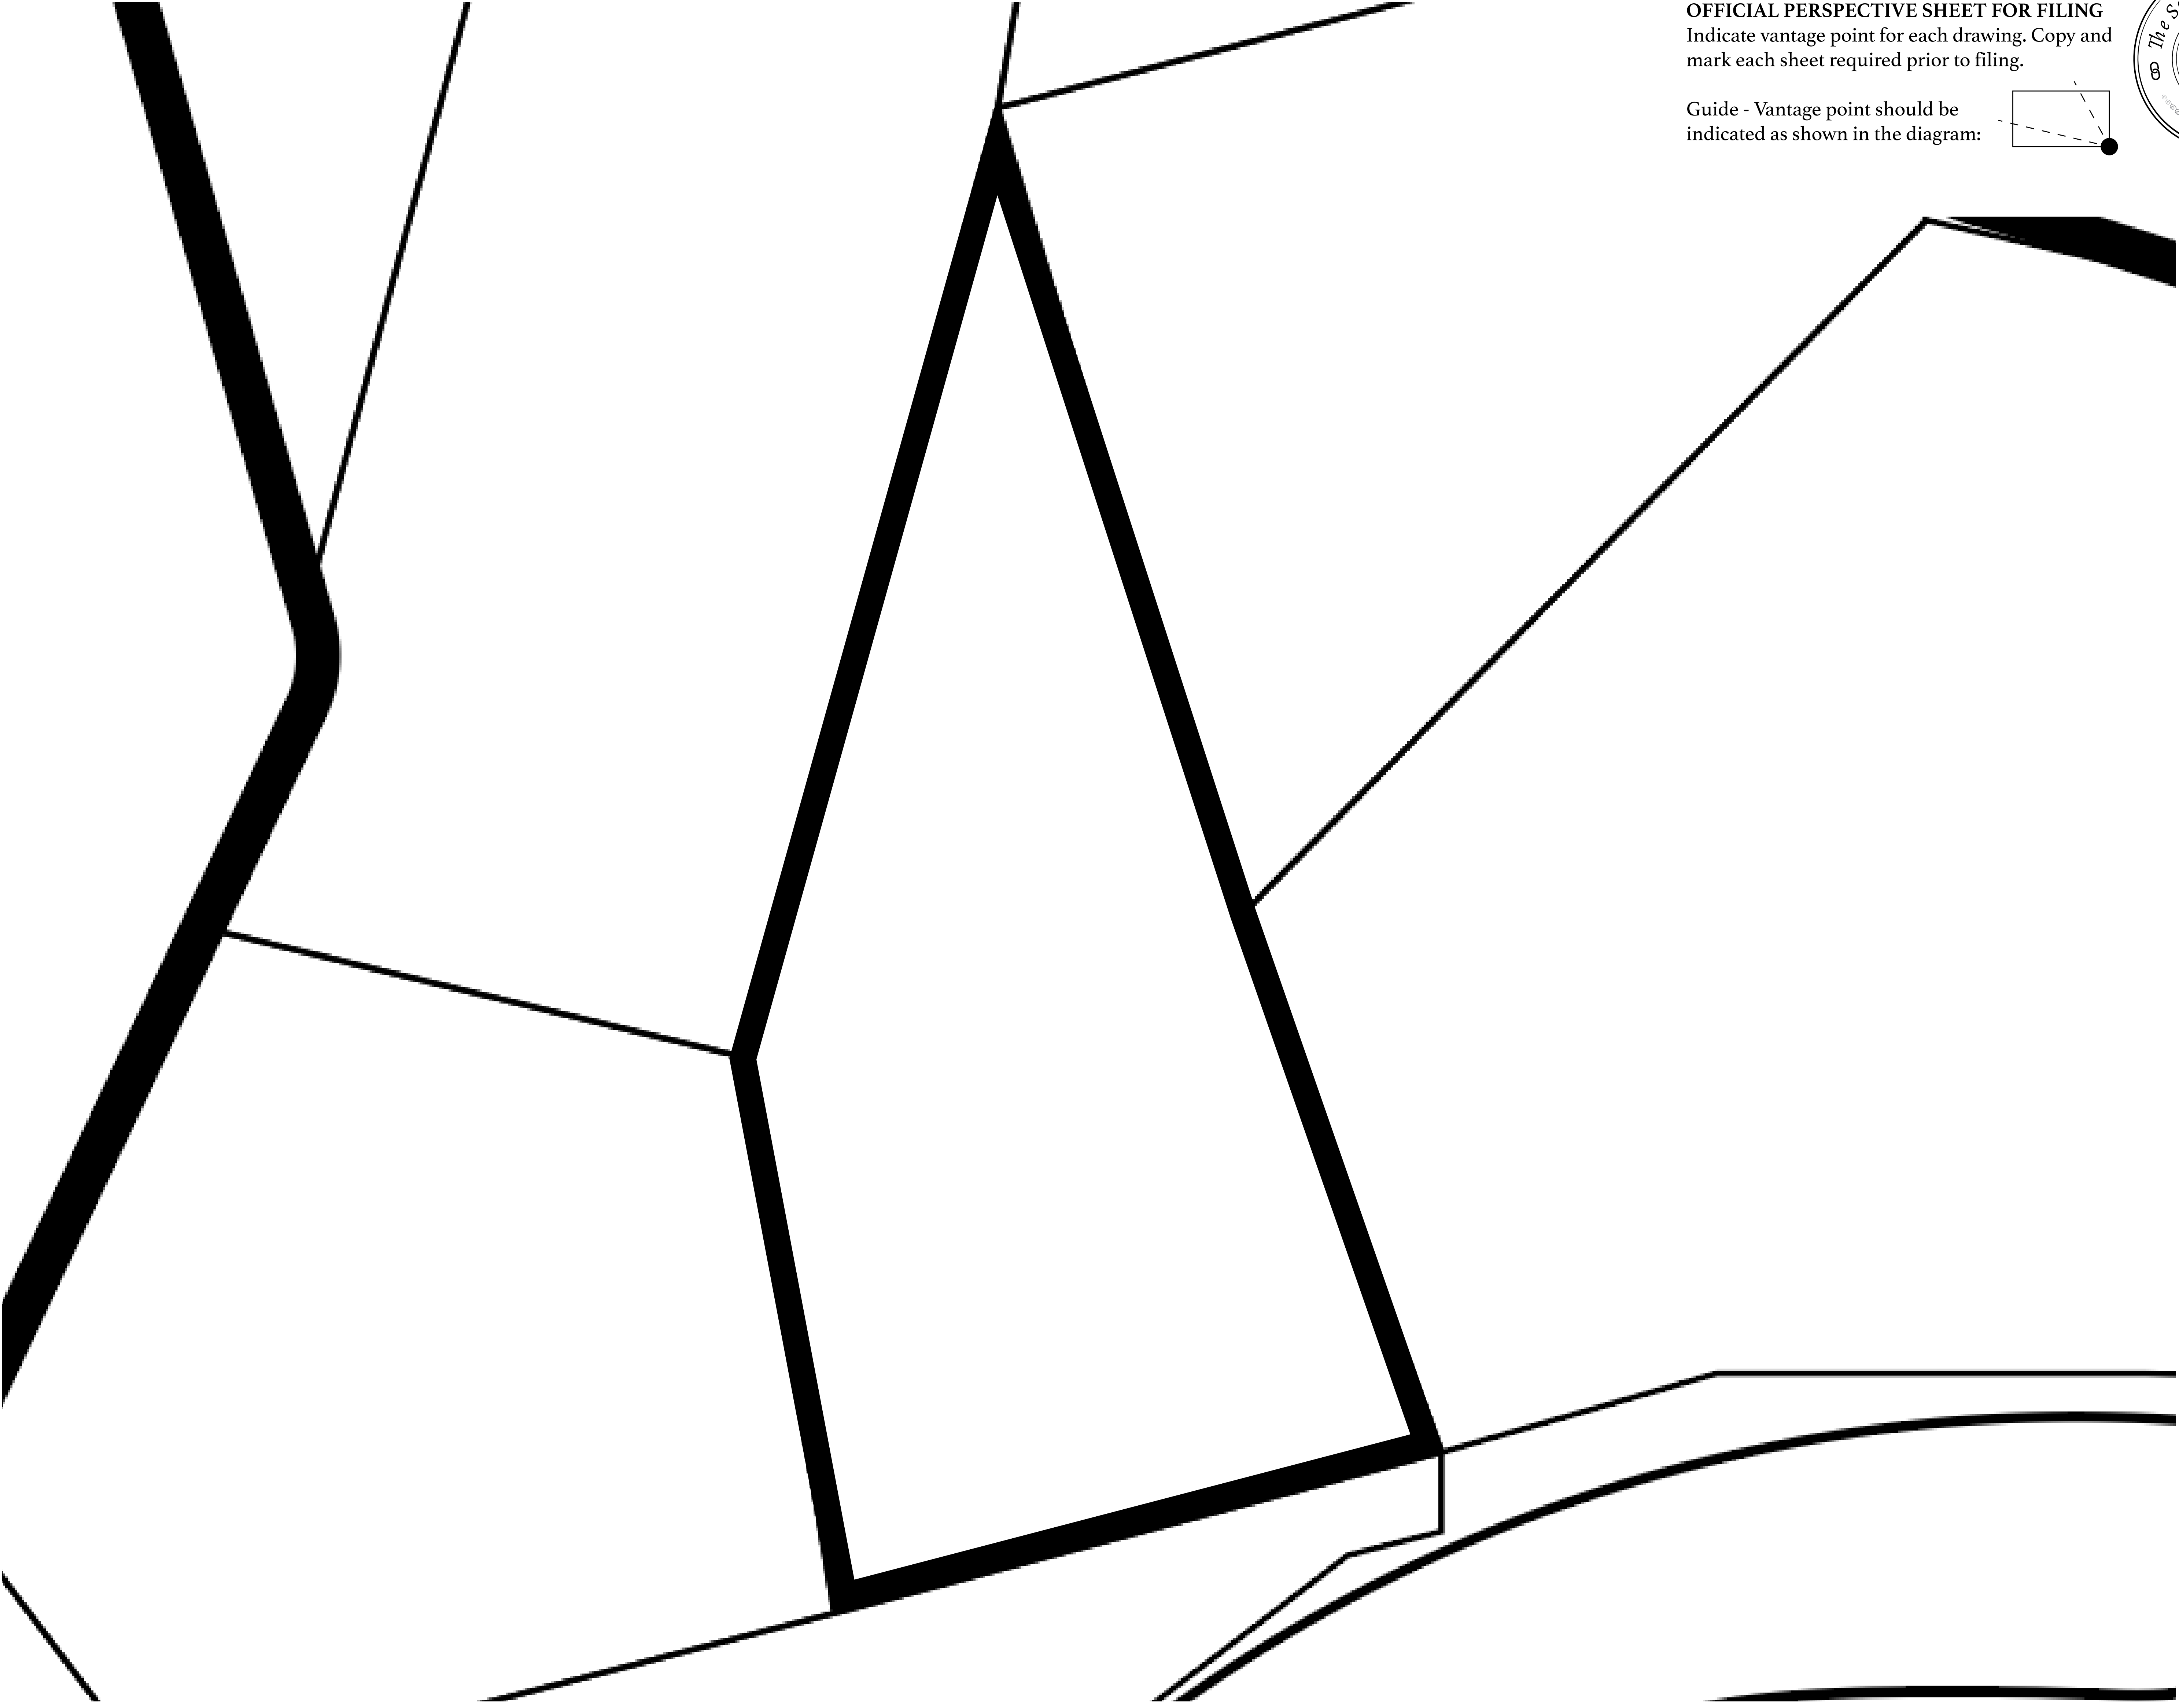 OFFICIAL PERSPECTIVE SHEET FOR FILING
Indicate vantage point for each drawing. Copy and
mark each sheet required prior to filing.
Guide - Vantage point should be
indicated as shown in the diagram:
The S